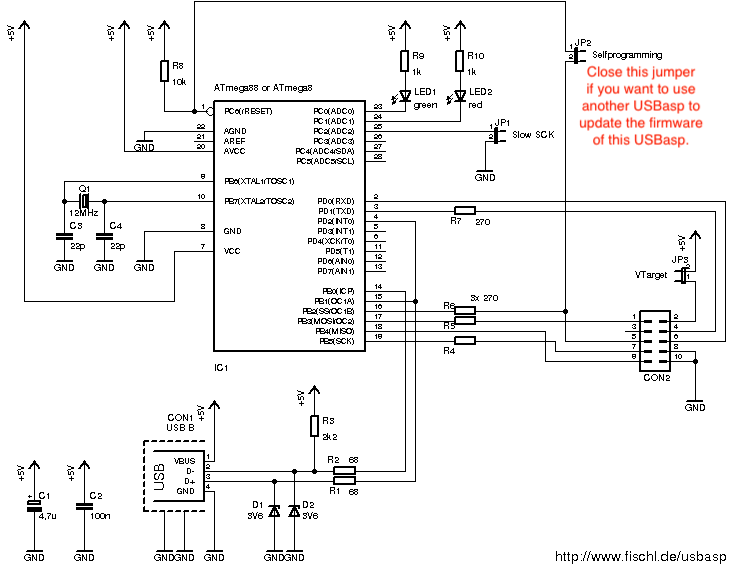 +5V
+5V
+5V
R8
10k
ATmega88 or ATmega8
+5V
R9
1k
LED1
green
+5V
R10
1k
LED2
red
1
2
JP2
Selfprogramming
Close this jumper
if you want to use
another USBasp to
update the firmware
of this USBasp.
1 PC6(/RESET)
22 AGND
21 AREF
20 AVCC
GND
9 PB6(XTAL1/TOSC1)
10 PB7(XTAL2/TOSC2)
8 GND
7 VCC
PC0(ADC0) 23
PC1(ADC1) 24
PC2(ADC2) 25
PC3(ADC3) 26
PC4(ADC4/SDA) 27
PC5(ADC5/SCL) 28
1
2
JP1
Slow SCK
GND
Q1
12MHz
C3
22p
C4
22p
GND
GND
GND
PD0(RXD) 2
PD1(TXD) 3
PD2(INT0) 4
PD3(INT1) 5
PD4(XCK/T0) 6
PD5(T1) 11
PD6(AIN0) 12
PD7(AIN1) 13
PB0(ICP) 14
PB1(OC1A) 15
PB2(SS/OC1B) 16
PB3(MOSI/OC2) 17
PB4(MISO) 18
PB5(SCK) 19
IC1
R7
270
3x 270
R6
R5
R4
+5V
JP3
VTarget
2
1
1 2
3 4
5 6
7 8
9 10
CON2
GND
+5V
CON1
USB B
USB
VBUS 1
D- 2
D+ 3
GND 4
+5V
R3
2k2
R2 68
R1 68
D1
3V6
D2
3V6
+5V
+
C1
4,7u
+5V
C2
100n
GND
GND
GND
GND
GND
GND
GND
http://www.fischl.de/usbasp